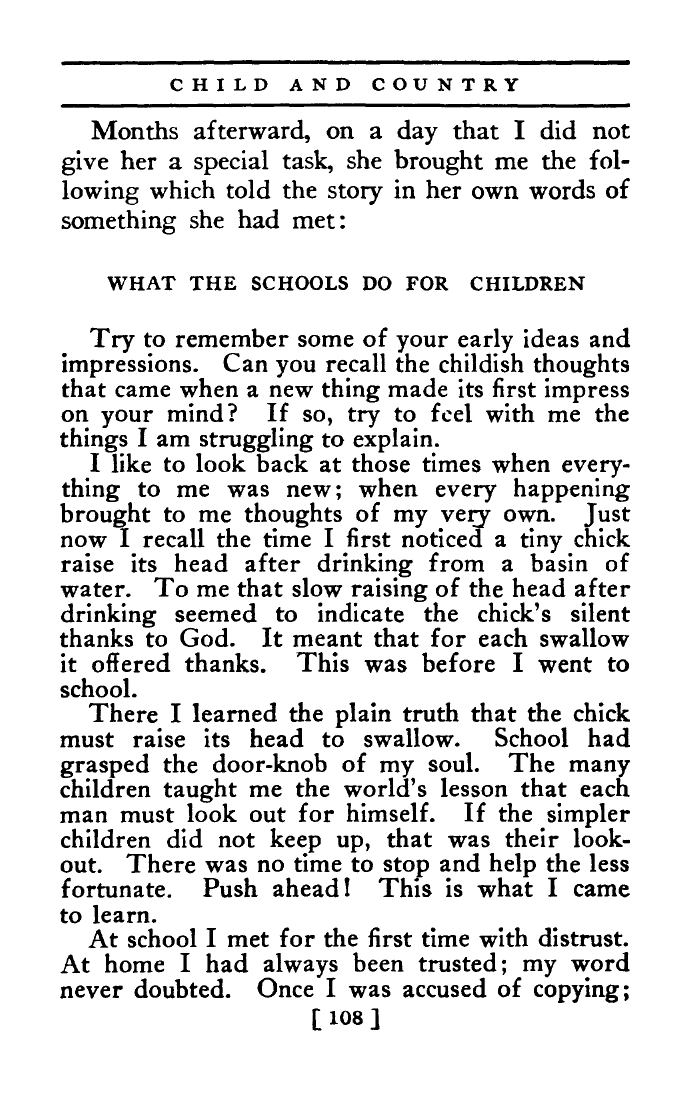 CHILD AND COUNTRY
Months afterward, on a day that I did not
give her a special task, she brought me the fol-
lowing which told the story in her own words of
something she had met:
WHAT THE SCHOOLS DO FOR CHILDREN
Try to remember some of your early ideas and
impressions. Can you recall the childish thoughts
that came when a new thing made its first impress
on your mind? If so, try to feel with me the
things I am struggling to explain.
I like to look back at those times when every-
thing to me was new; when every happening
brought to me thoughts of my very own. Just
now I recall the time I first noticed a tiny chick
raise its head after drinking from a basin of
water. To me that slow raising of the head after
drinking seemed to indicate the chick's silent
thanks to God. It meant that for each swallow
it offered thanks. This was before I went to
school.
There I learned the plain truth that the chick
must raise its head to swallow. School had
grasped the door-knob of my soul. The many
children taught me the world's lesson that each
man must look out for himself. If the simpler
children did not keep up, that was their look-
out. There was no time to stop and help the less
fortunate. Push ahead! This is what I came
to learn.
At school I met for the first time with distrust.
At home I had always been trusted; my word
never doubted. Once I was accused of copying;
[ 108 ]